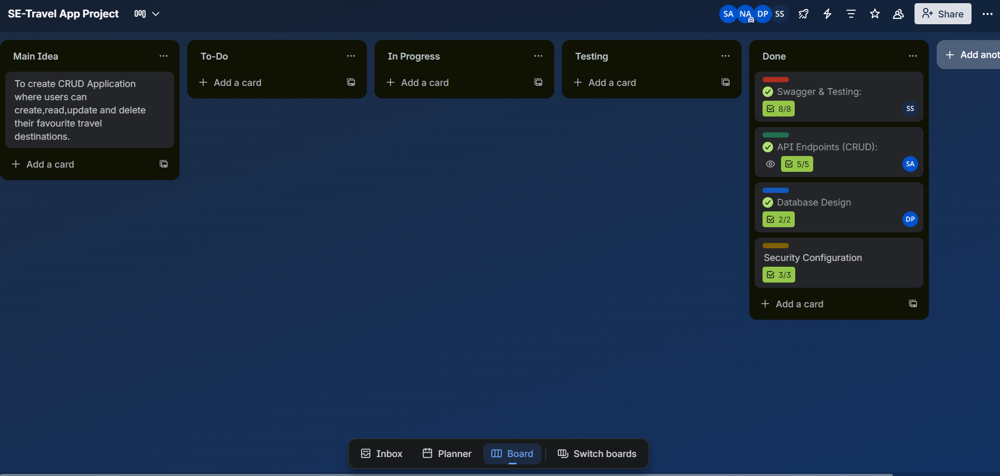 SE-Travel App Project
SA NA DP SS
Share
Main Idea
To create CRUD Application
where users can
create,read,update and delete
their favourite travel
destinations.
Add a card
To-Do
Add a card
In Progress
Add a card
Testing
Add a card
Done
Swagger & Testing:
8/8
SS
API Endpoints (CRUD):
5/5
SA
Database Design
2/2
DP
Security Configuration
3/3
Add a card
Add anot
Inbox
Planner
Board
Switch boards